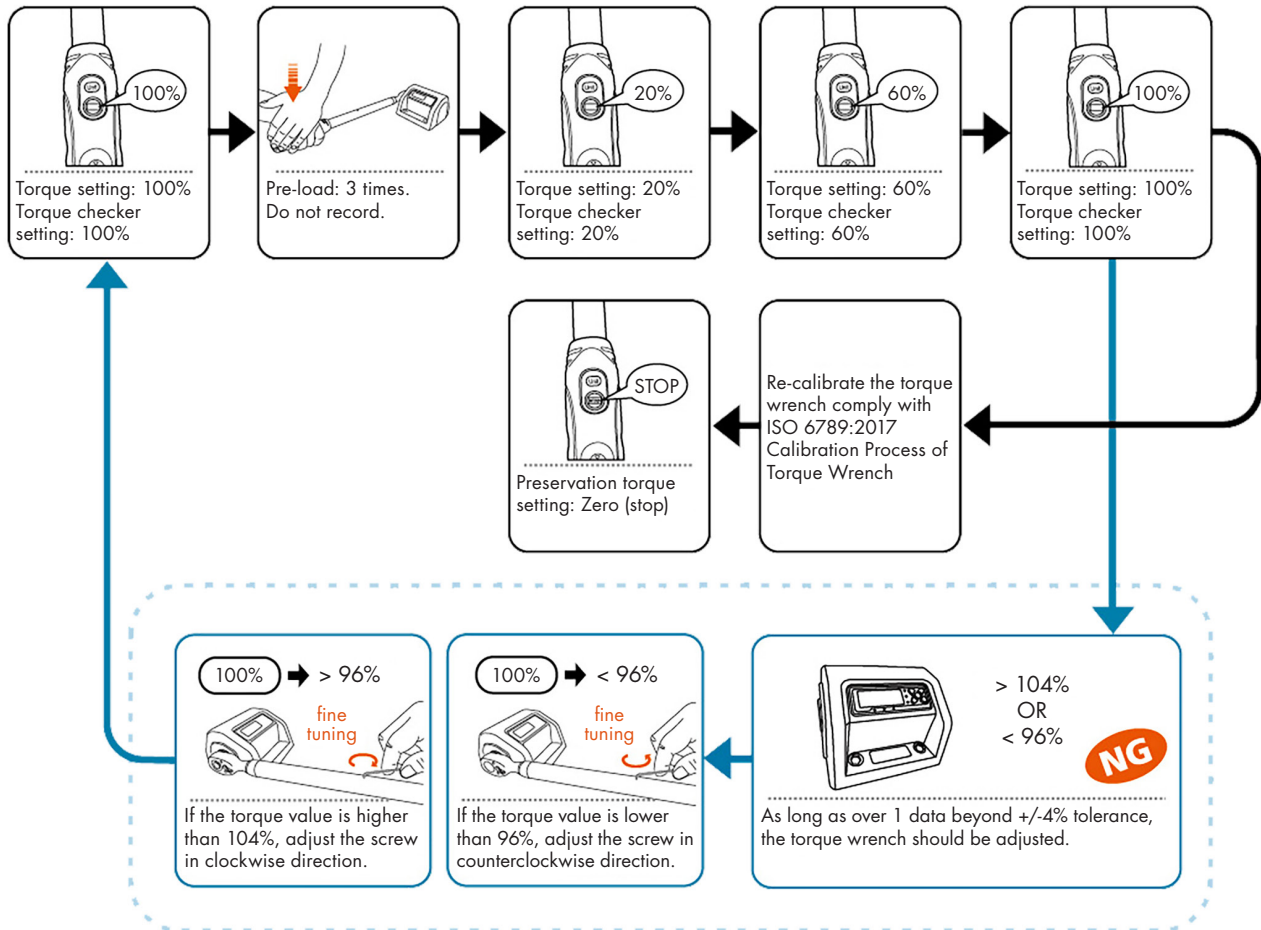 100%
Torque setting: 100%
Torque checker
setting: 100%
Pre-load: 3 times.
Do not record.
UNIT
20%
Torque setting: 20%
Torque checker
setting: 20%
UNIT
60%
Torque setting: 60%
Torque checker
setting: 60%
UNIT
100%
Torque setting: 100%
Torque checker
setting: 100%
UNIT
STOP
Preservation torque
setting: Zero (stop)
Re-calibrate the torque
wrench comply with
ISO 6789:2017
Calibration Process of
Torque Wrench
100% > 96%
fine
tuning
If the torque value is higher
than 104%, adjust the screw
in clockwise direction.
100% < 96%
fine
tuning
If the torque value is lower
than 96%, adjust the screw in
counterclockwise direction.
> 104%
OR
< 96%
NG
As long as over 1 data beyond +/-4% tolerance,
the torque wrench should be adjusted.